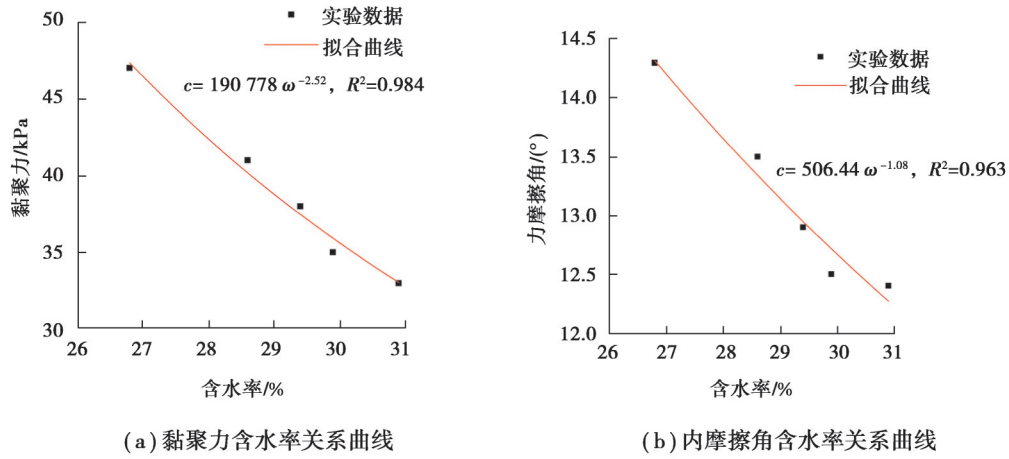 50
45
40
35
30
26
27
28
29
30
31
黏聚力/kPa
含水率/%
实验数据
拟合曲线
c= 190 778 ω⁻²·⁵², R²=0.984
(a)黏聚力含水率关系曲线
14.5
14.0
13.5
13.0
12.5
12.0
26
28
29
30
31
力摩擦角/(°)
含水率/%
实验数据
拟合曲线
c= 506.44 ω⁻¹·⁰⁸, R²=0.963
(b)内摩擦角含水率关系曲线